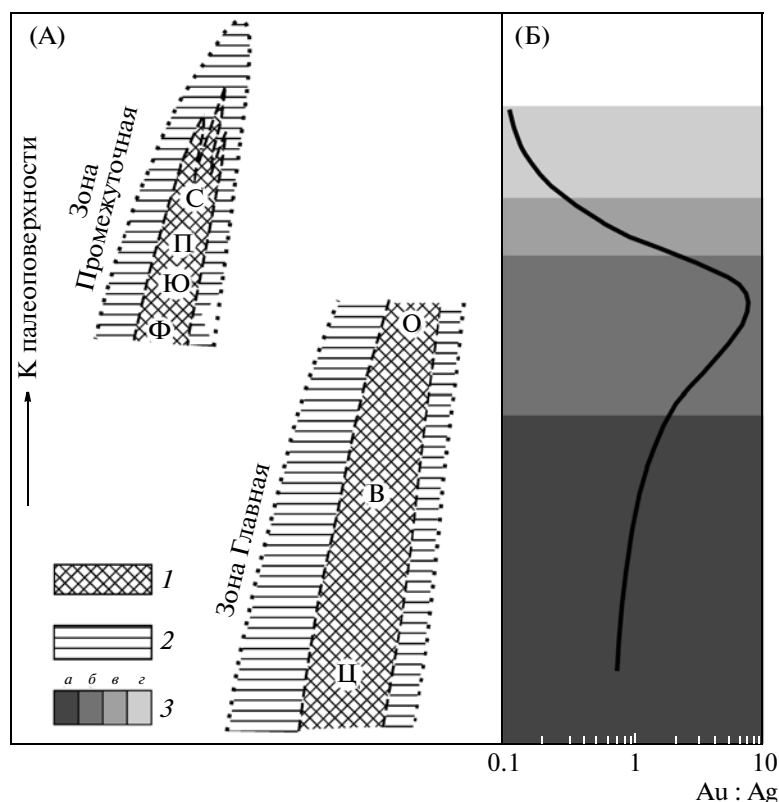 (А)
(Б)
К палеоповерхности
Зона
Промежуточная
С
П
Ю
Ф
О
В
Ц
Зона Главная
1
2
а б в г
3
0.1 1 10
Au : Ag